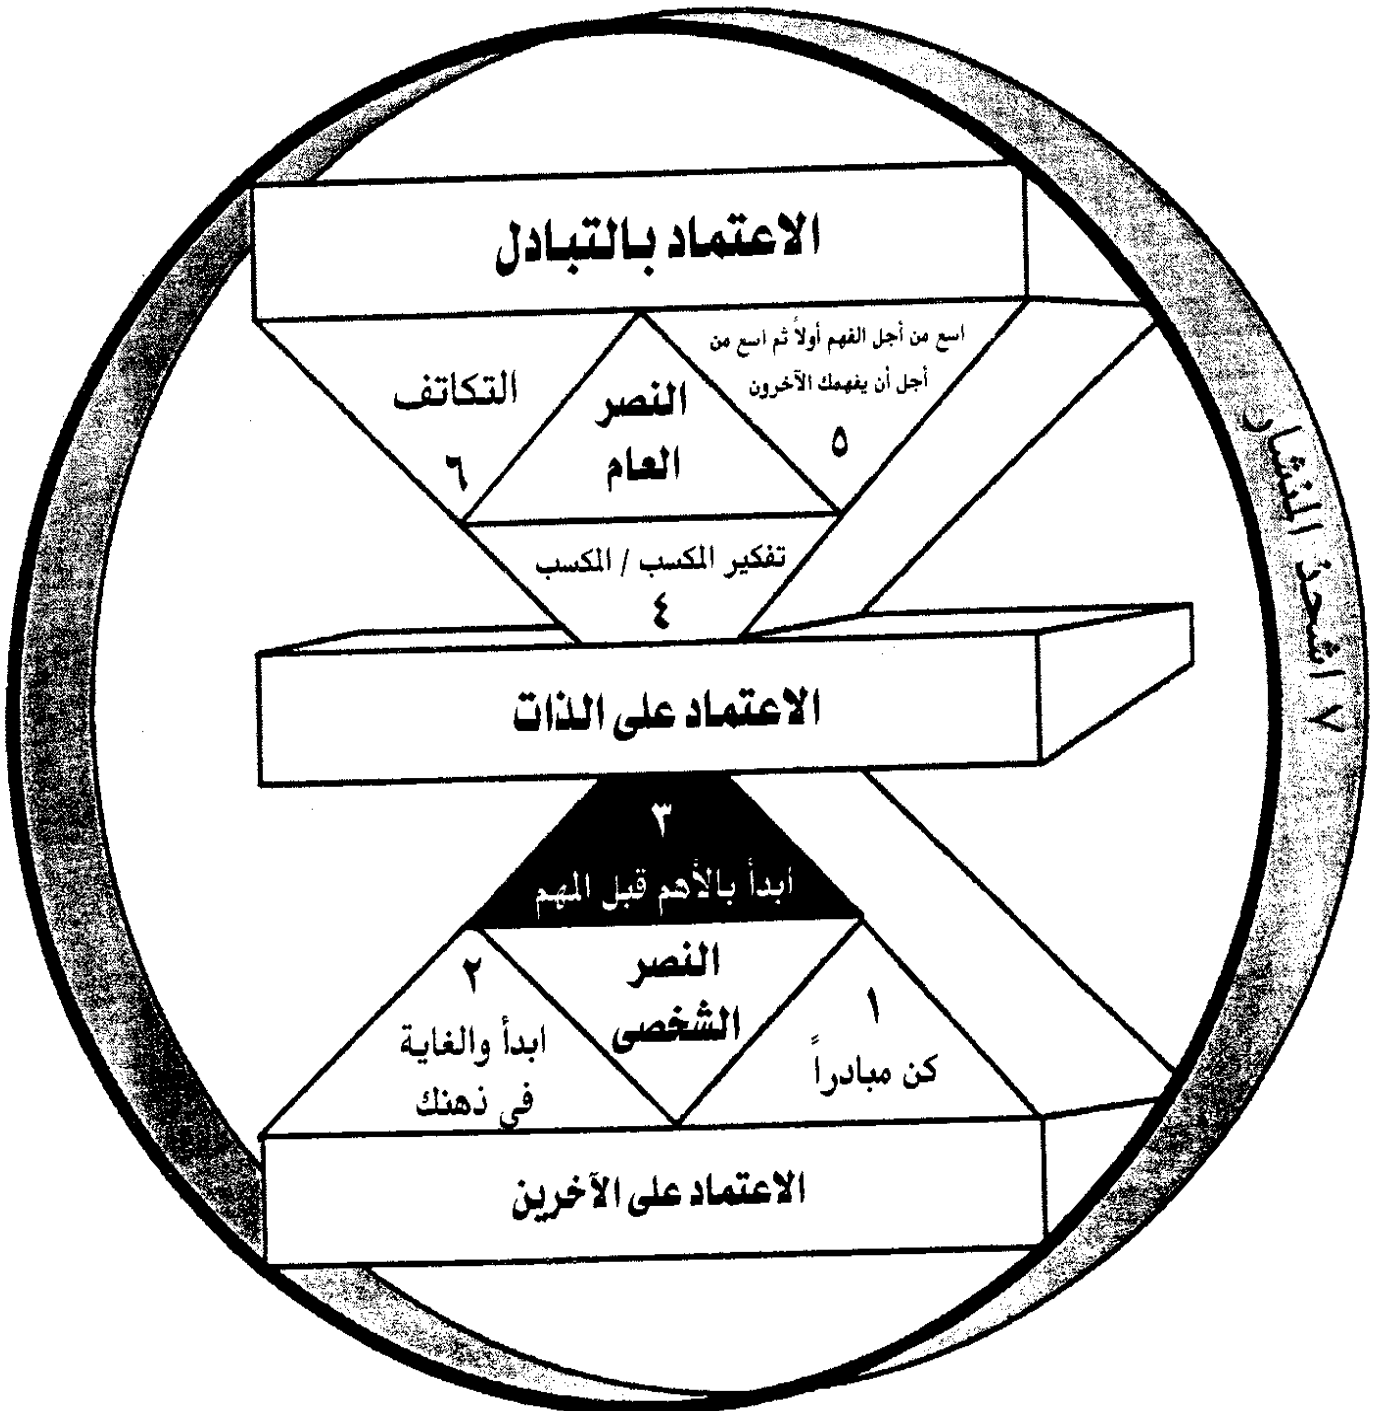 الاعتماد بالتبادل
اسع من أجل الفهم أولاً ثم اسع من
أجل أن يفهمك الآخرون
٥
النصر
العام
التكاتف
٦
تفكير المكسب / المكسب
٤
٧ اشحذ المنشار
الاعتماد على الذات
٣
ابدأ بالأهم قبل المهم
النصر
الشخصى
١
كن مبادراً
٢
ابدأ والغاية
فى ذهنك
الاعتماد على الآخرين